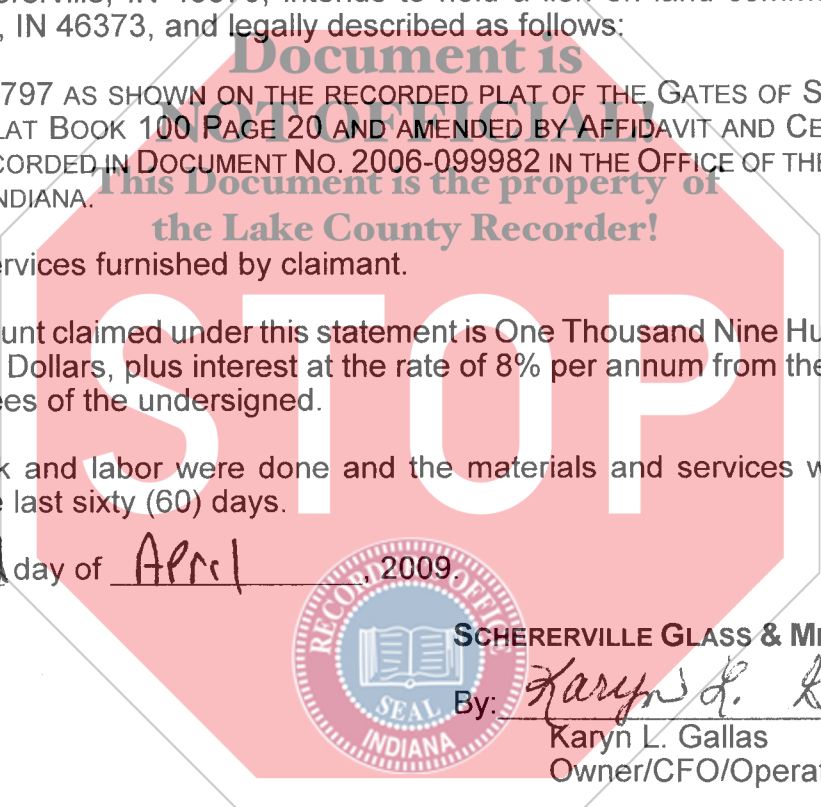 , IN 46373, and legally described as follows:
Document is
797 AS SHOWN ON THE RECORDED PLAT OF THE GATES OF S
NOT OFFICIAL!
LAT BOOK 100 PAGE 20 AND AMENDED BY AFFIDAVIT AND CE
CORDED IN DOCUMENT NO. 2006-099982 IN THE OFFICE OF THE
This Document is the property of
NDIANA.
the Lake County Recorder!
ervices furnished by claimant.
STOP
unt claimed under this statement is One Thousand Nine Hu
Dollars, plus interest at the rate of 8% per annum from the
ees of the undersigned.
k and labor were done and the materials and services w
e last sixty (60) days.
day of April, 2009.
RECORDER'S OFFICE
SEAL
INDIANA
SCHERERVILLE GLASS & MI
By: Karyn L. G
Karyn L. Gallas
Owner/CFO/Operat